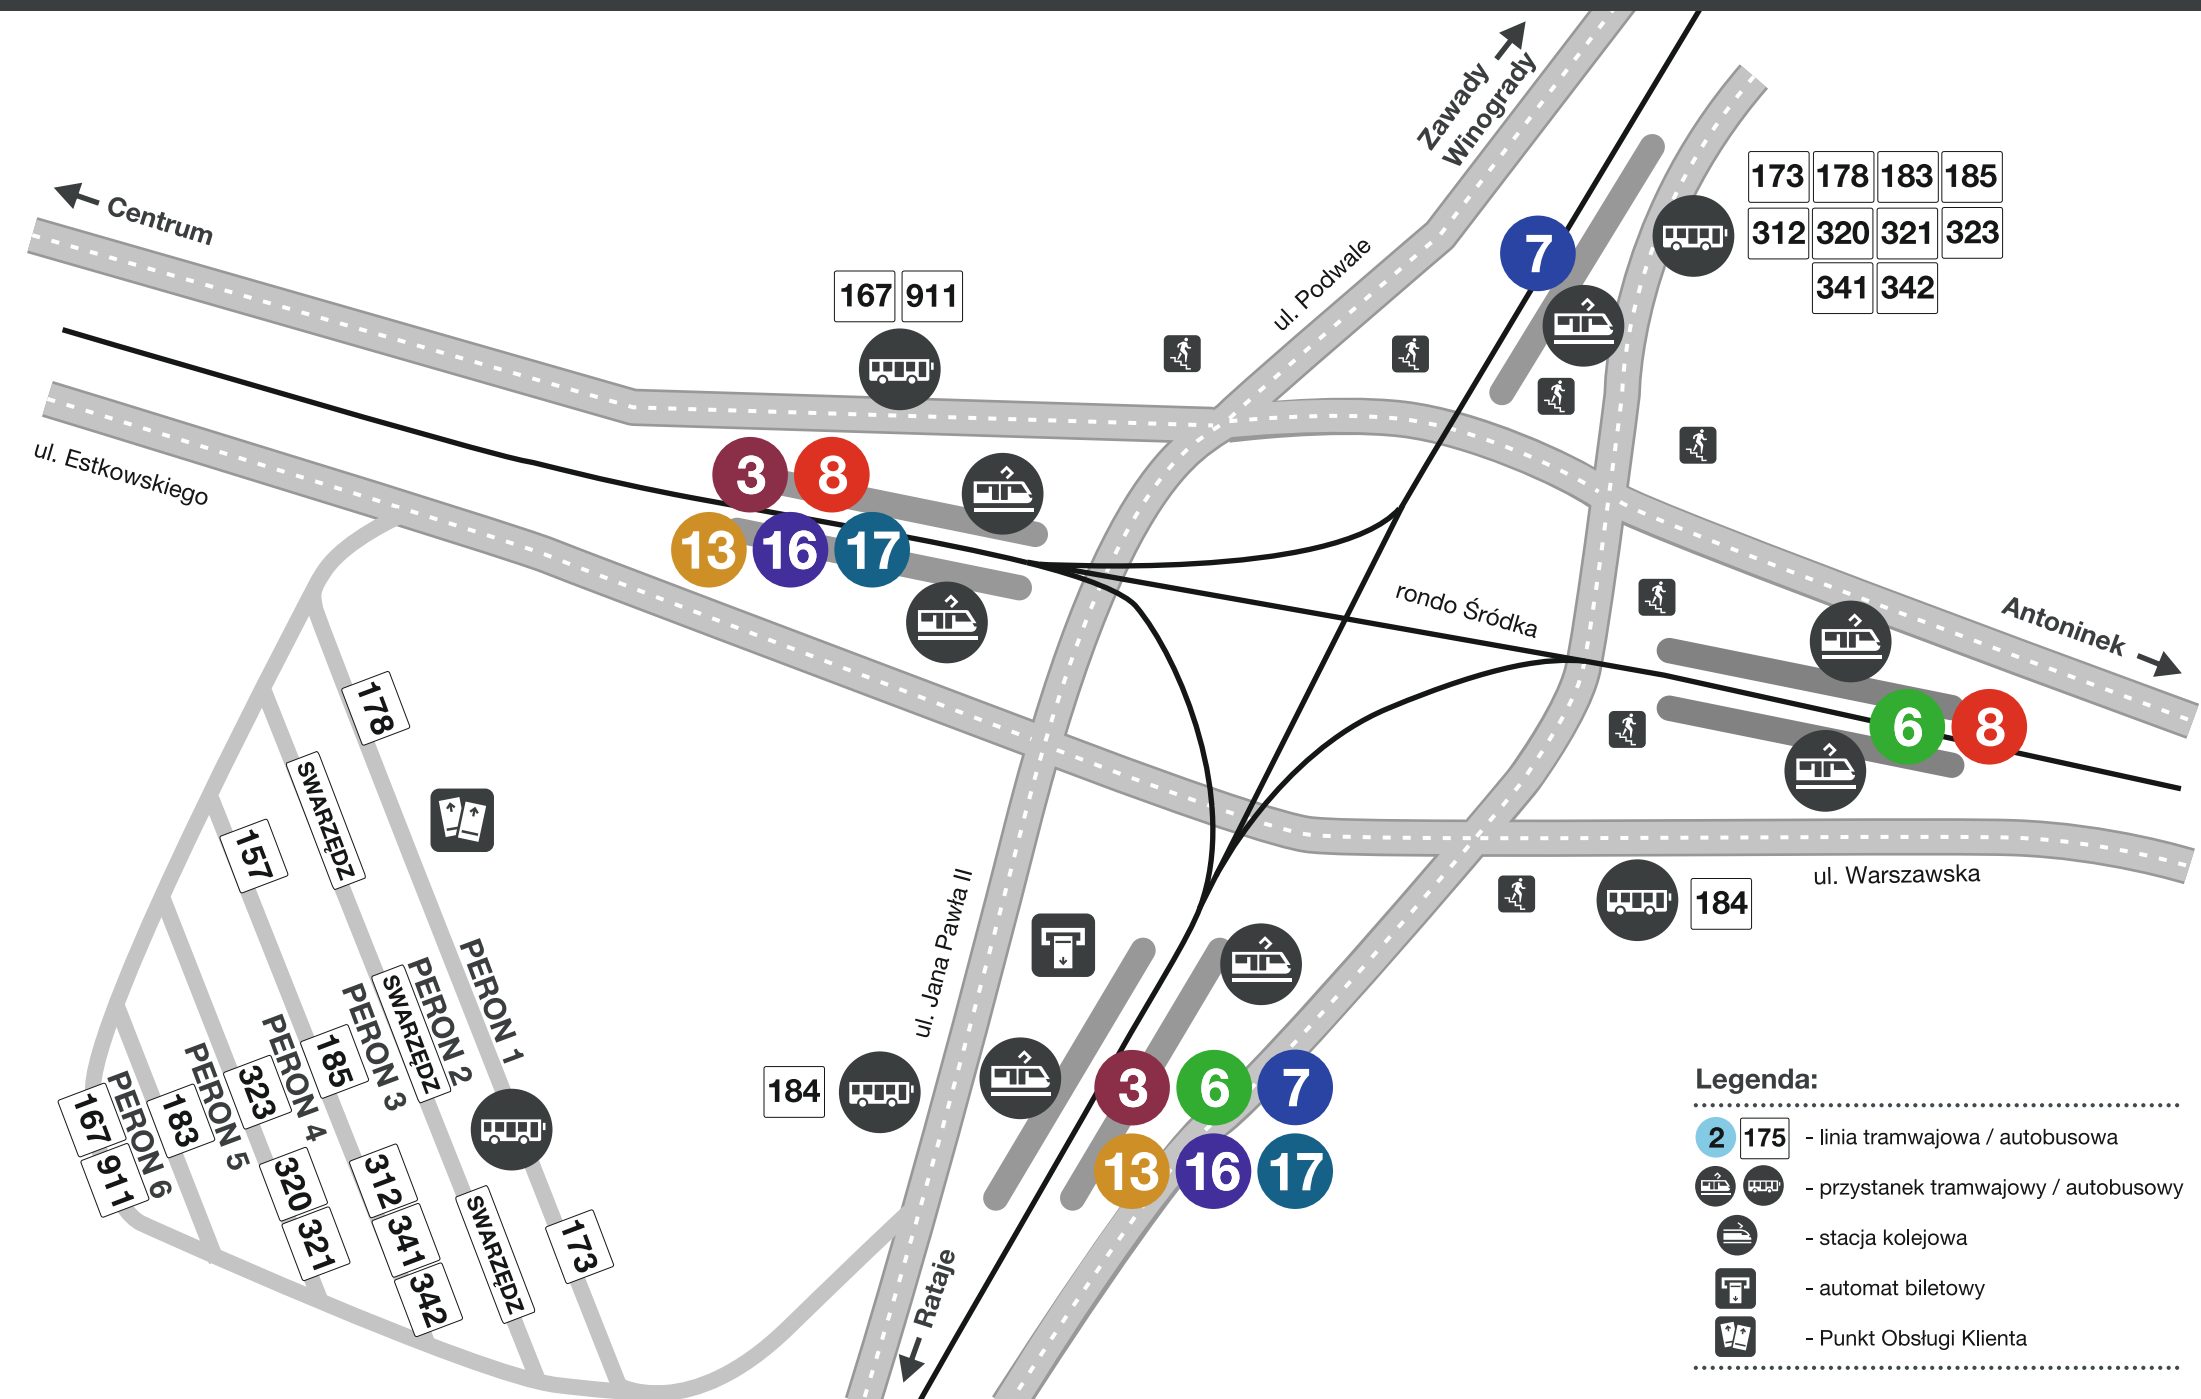 Zawady
Winogrady
Centrum
173 178 183 185
312 320 321 323
341 342
7
ul. Podwale
167 911
ul. Estkowskiego
3 8
13 16 17
rondo Śródka
Antoninek
6 8
ul. Warszawska
184
178
SWARZĘDZ
157
PERON 1
PERON 2
SWARZĘDZ
PERON 3
185
PERON 4
323
PERON 5
183
PERON 6
167
911
320
321
312
341
342
SWARZĘDZ
173
ul. Jana Pawła II
184
3 6 7
13 16 17
Rataje
Legenda:
2 175 - linia tramwajowa / autobusowa
- przystanek tramwajowy / autobusowy
- stacja kolejowa
- automat biletowy
- Punkt Obsługi Klienta